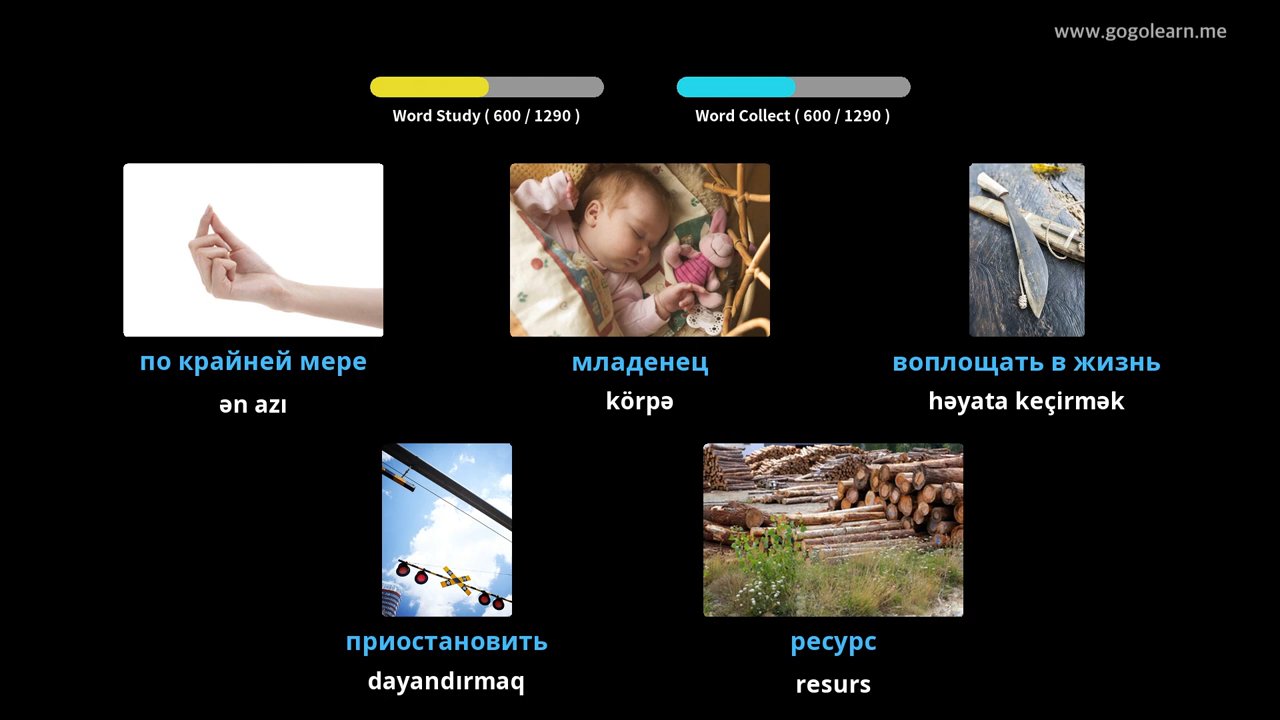 www.gogolearn.me
Word Study ( 600 / 1290 )
Word Collect ( 600 / 1290 )
по крайней мере
ən azı
младенец
körpə
воплощать в жизнь
həyata keçirmək
приостановить
dayandırmaq
ресурс
resurs